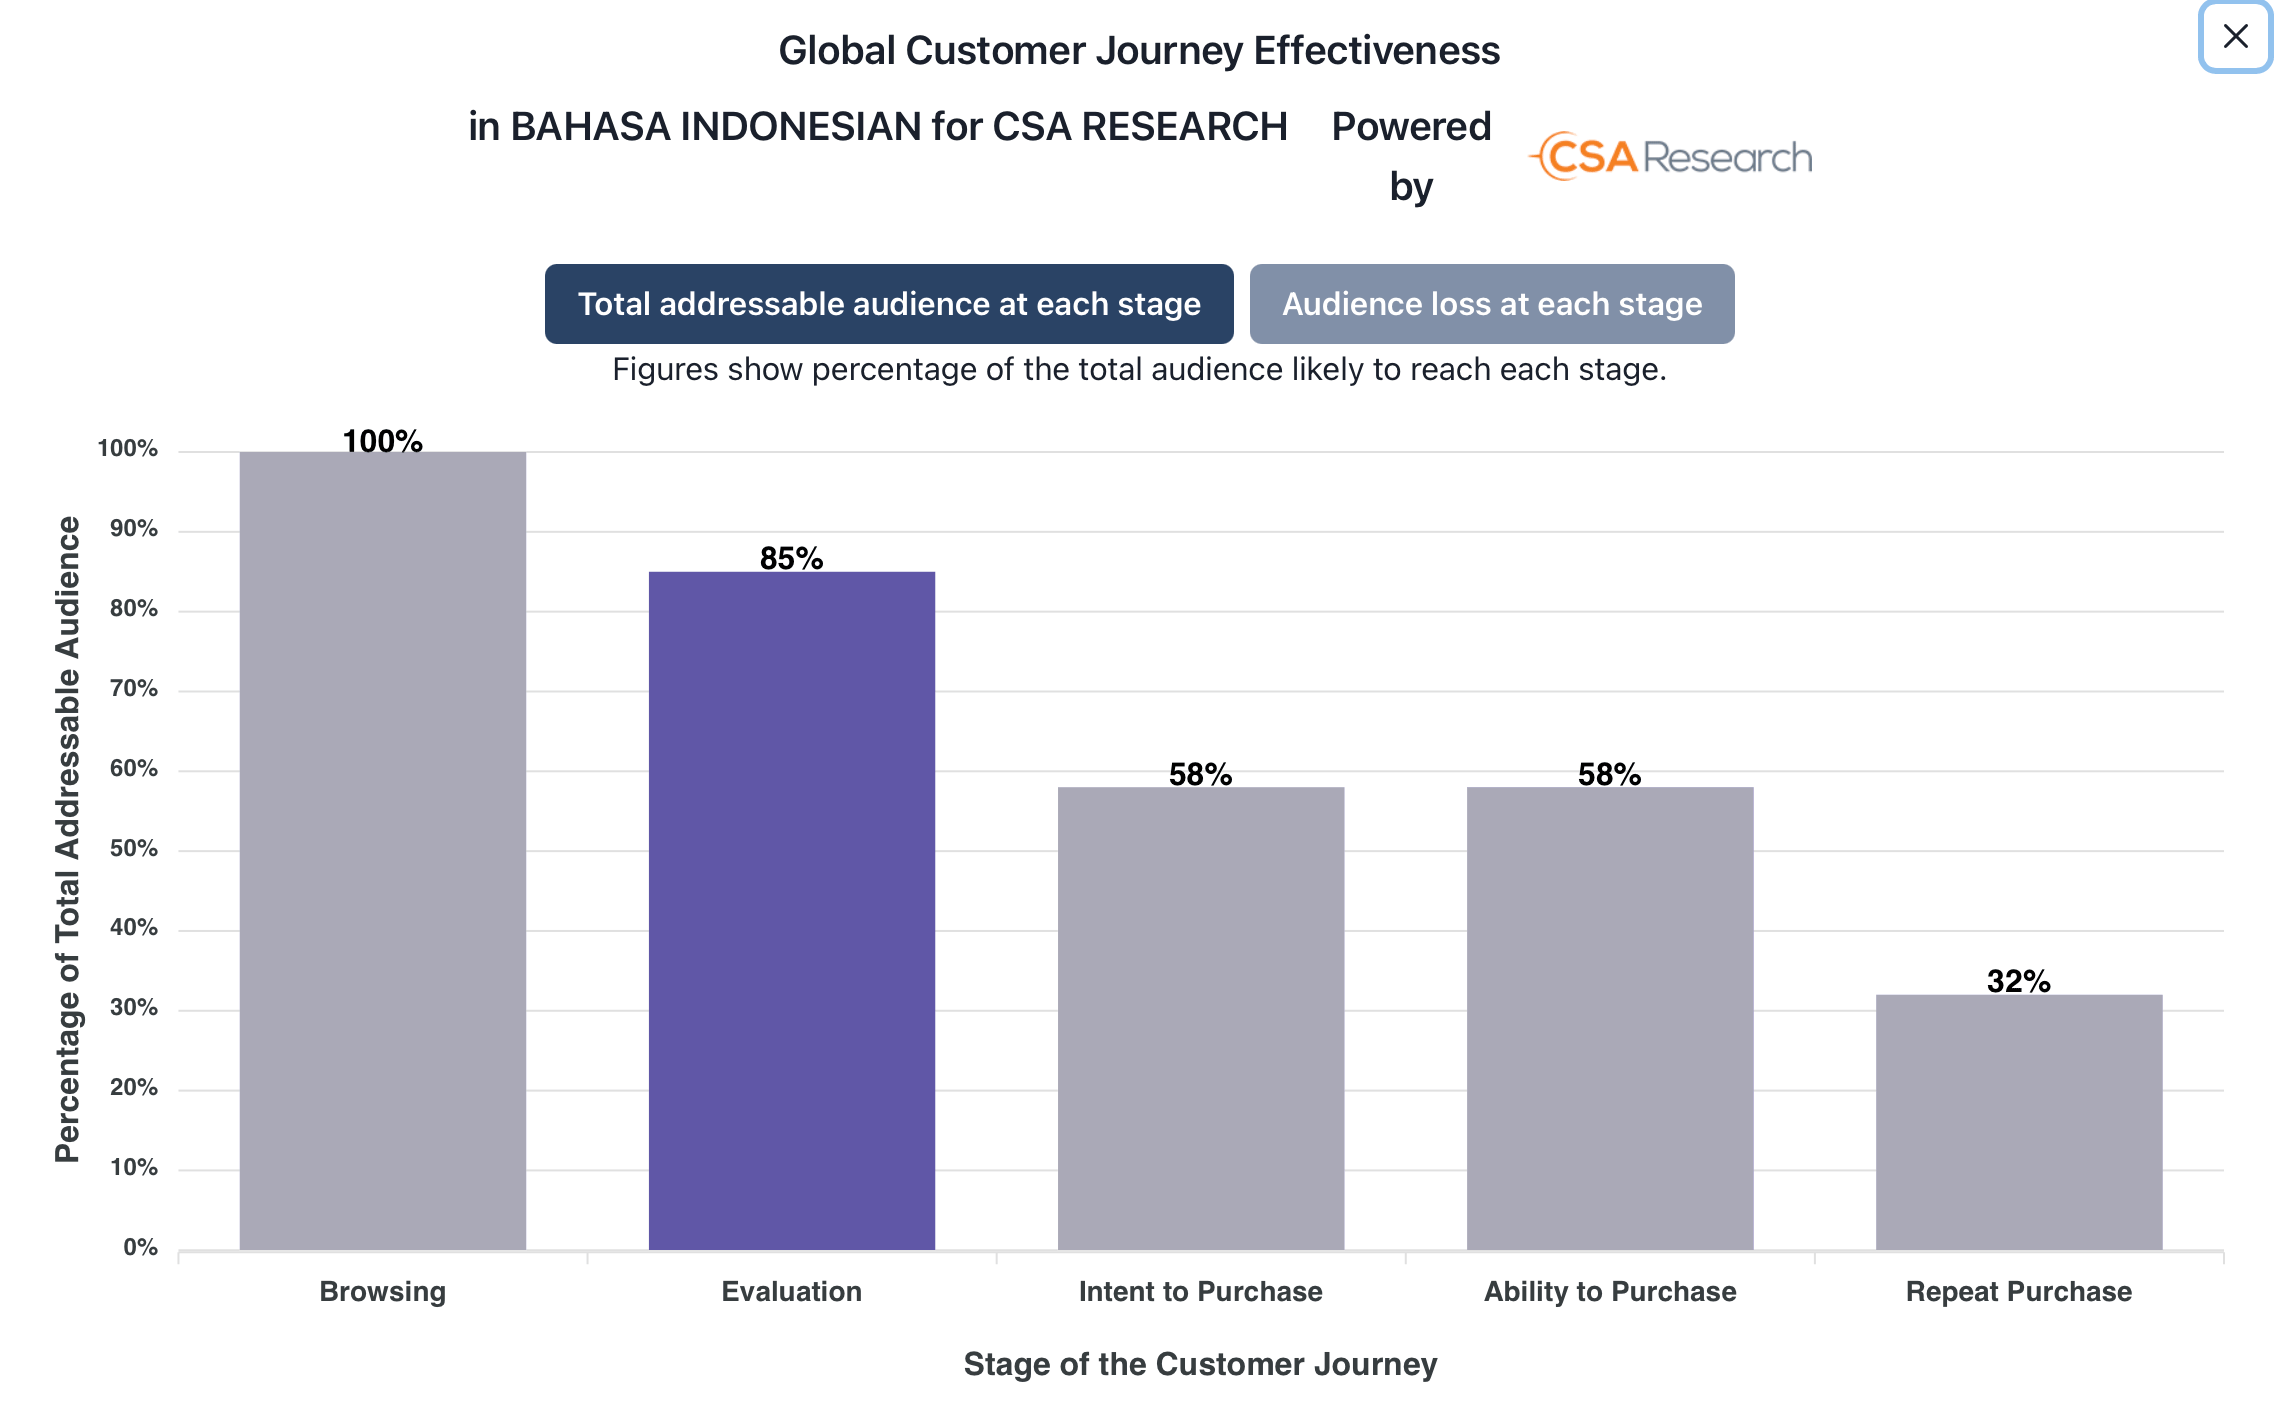 Global Customer Journey Effectiveness
in BAHASA INDONESIAN for CSA RESEARCH
Powered
by
CSA Research
Total addressable audience at each stage
Audience loss at each stage
Figures show percentage of the total audience likely to reach each stage.
Percentage of Total Addressable Audience
100%
90%
80%
70%
60%
50%
40%
30%
20%
10%
0%
100%
85%
58%
58%
32%
Browsing
Evaluation
Intent to Purchase
Ability to Purchase
Repeat Purchase
Stage of the Customer Journey